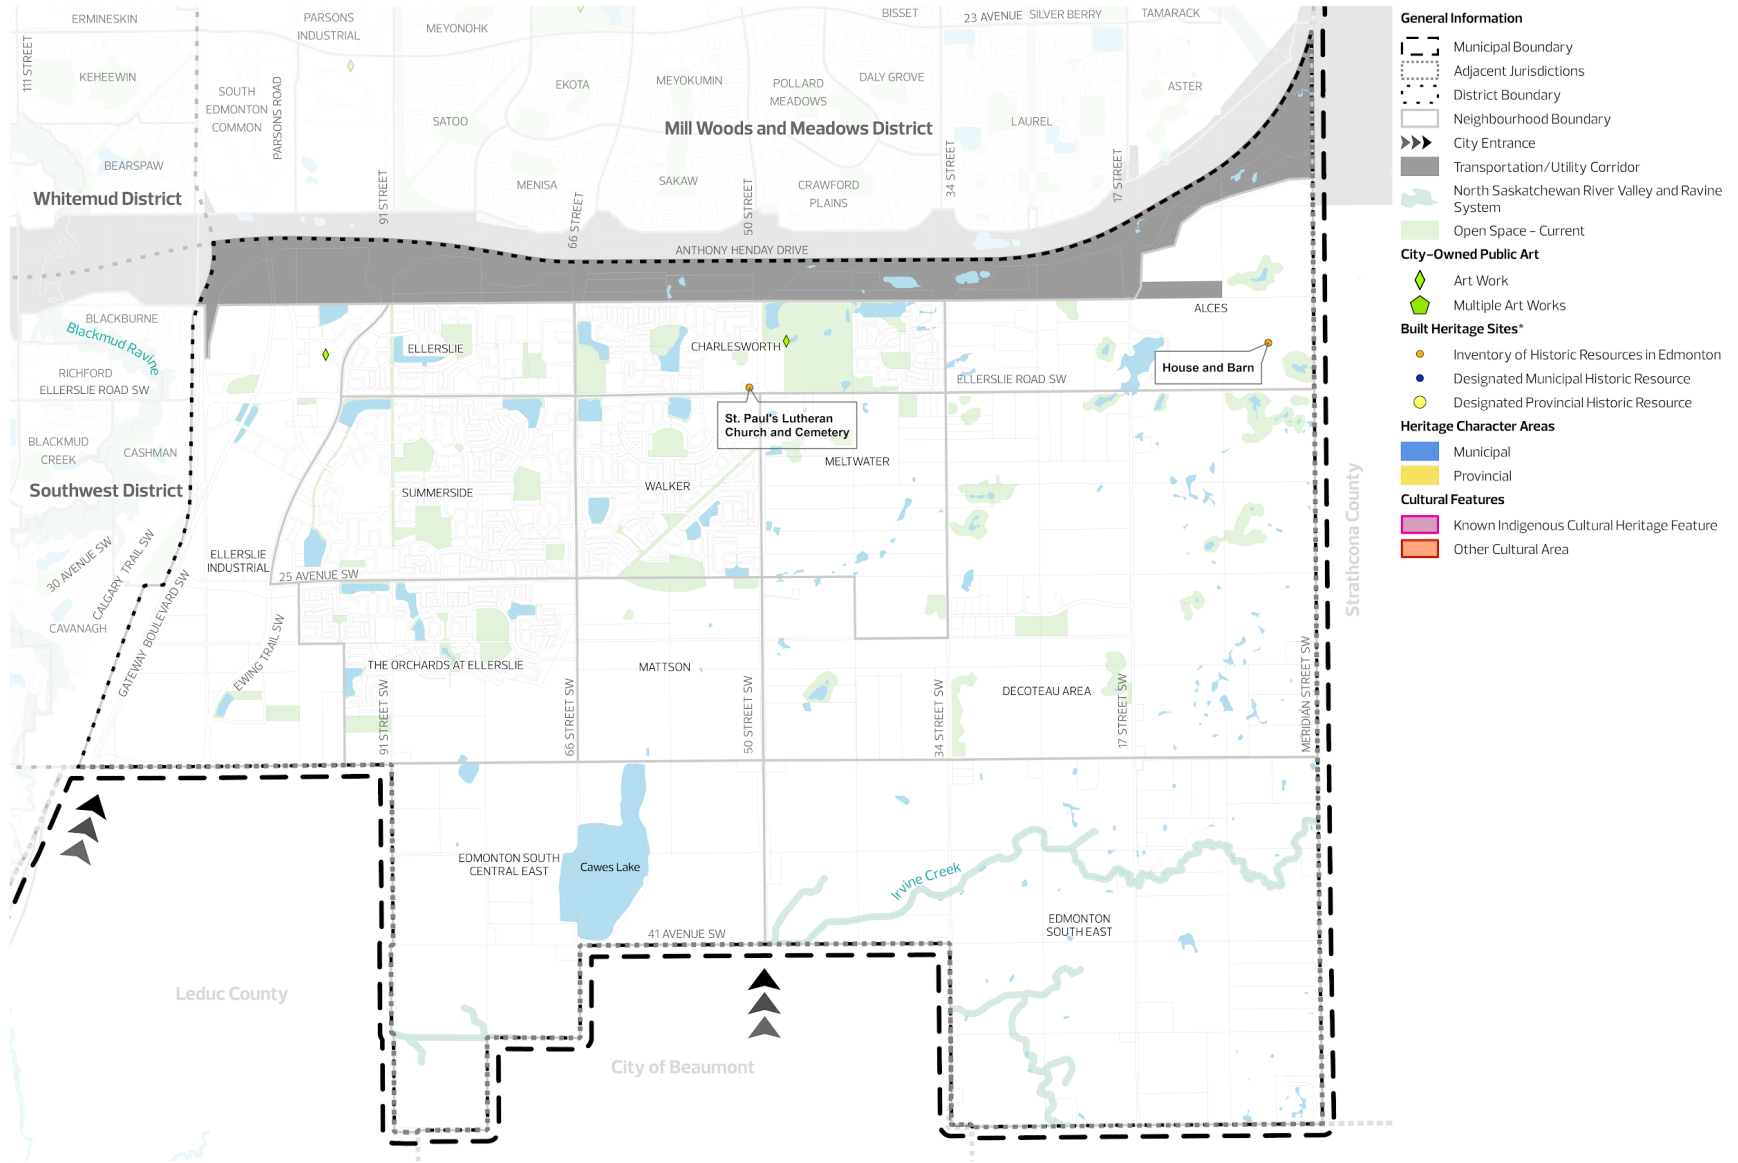 ERMINESKIN
PARSONS
INDUSTRIAL
MEYONOHK
BISSET
23 AVENUE
SILVER BERRY
TAMARACK
111 STREET
KEHEEWIN
SOUTH
EDMONTON
COMMON
PARSONS ROAD
EKOTA
MEYOKUMIN
POLLARD
MEADOWS
DALY GROVE
ASTER
SATOO
Mill Woods and Meadows District
LAUREL
BEARSPAW
Whitemud District
91 STREET
MENISA
66 STREET
SAKAW
50 STREET
CRAWFORD
PLAINS
34 STREET
17 STREET
ANTHONY HENDAY DRIVE
BLACKBURNE
Blackmud Ravine
RICHFORD
ELLERSLIE ROAD SW
ELLERSLIE
CHARLESWORTH
ALCES
House and Barn
ELLERSLIE ROAD SW
St. Paul's Lutheran
Church and Cemetery
BLACKMUD
CREEK
CASHMAN
Southwest District
SUMMERSIDE
WALKER
MELTWATER
Strathcona County
30 AVENUE SW
CALGARY TRAIL SW
GATEWAY BOULEVARD SW
CAVANAGH
ELLERSLIE
INDUSTRIAL
25 AVENUE SW
EWING TRAIL SW
THE ORCHARDS AT ELLERSLIE
MATTSON
DECOTEAU AREA
91 STREET SW
66 STREET SW
50 STREET SW
34 STREET SW
17 STREET SW
MERIDIAN STREET SW
EDMONTON SOUTH
CENTRAL EAST
Cawes Lake
Irvine Creek
EDMONTON
SOUTH EAST
41 AVENUE SW
Leduc County
City of Beaumont
General Information
Municipal Boundary
Adjacent Jurisdictions
District Boundary
Neighbourhood Boundary
City Entrance
Transportation/Utility Corridor
North Saskatchewan River Valley and Ravine
System
Open Space - Current
City-Owned Public Art
Art Work
Multiple Art Works
Built Heritage Sites*
Inventory of Historic Resources in Edmonton
Designated Municipal Historic Resource
Designated Provincial Historic Resource
Heritage Character Areas
Municipal
Provincial
Cultural Features
Known Indigenous Cultural Heritage Feature
Other Cultural Area